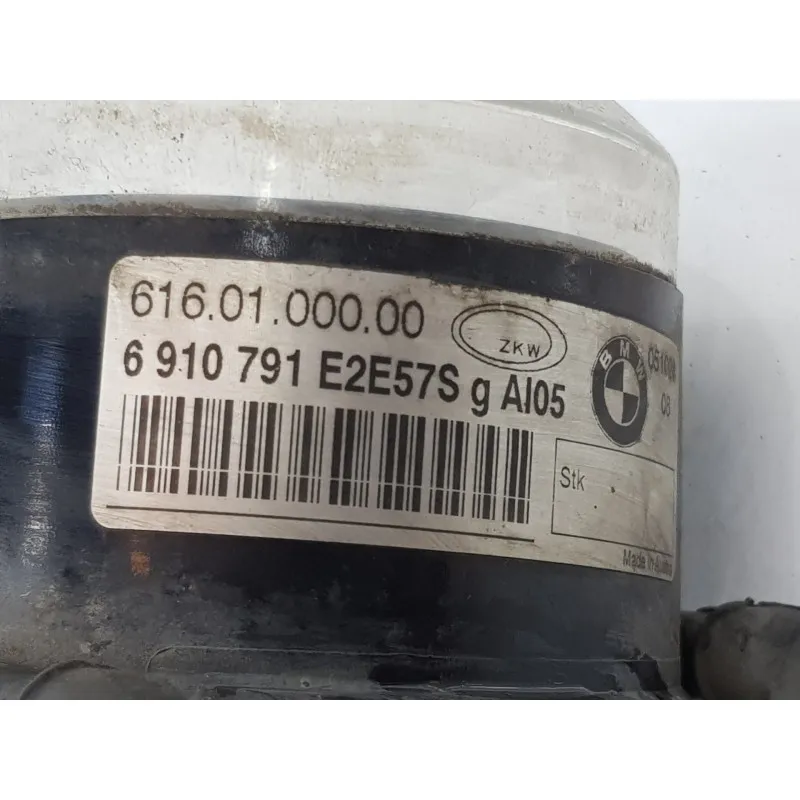 616.01.000.00
ZKW
6 910 791 E2E57S g AI05
BMW
08
Stk
Made in Austria